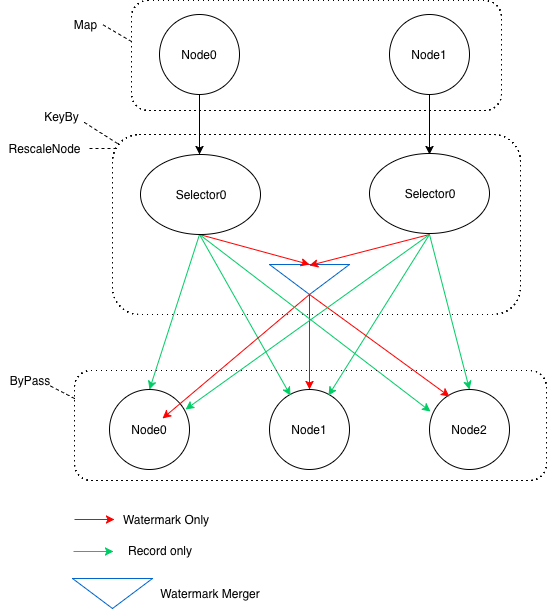 Map
Node0
Node1
KeyBy
RescaleNode
Selector0
Selector0
ByPass
Node0
Node1
Node2
Watermark Only
Record only
Watermark Merger